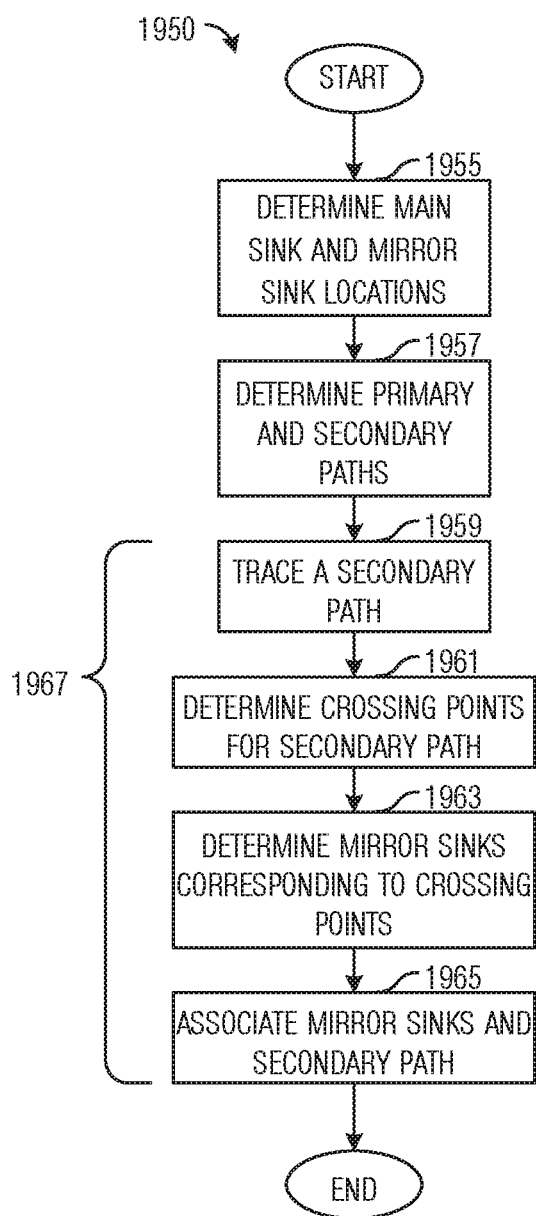 1950
START
1955
DETERMINE MAIN
SINK AND MIRROR
SINK LOCATIONS
1957
DETERMINE PRIMARY
AND SECONDARY
PATHS
1959
TRACE A SECONDARY
PATH
1967
1961
DETERMINE CROSSING POINTS
FOR SECONDARY PATH
1963
DETERMINE MIRROR SINKS
CORRESPONDING TO CROSSING
POINTS
1965
ASSOCIATE MIRROR SINKS AND
SECONDARY PATH
END